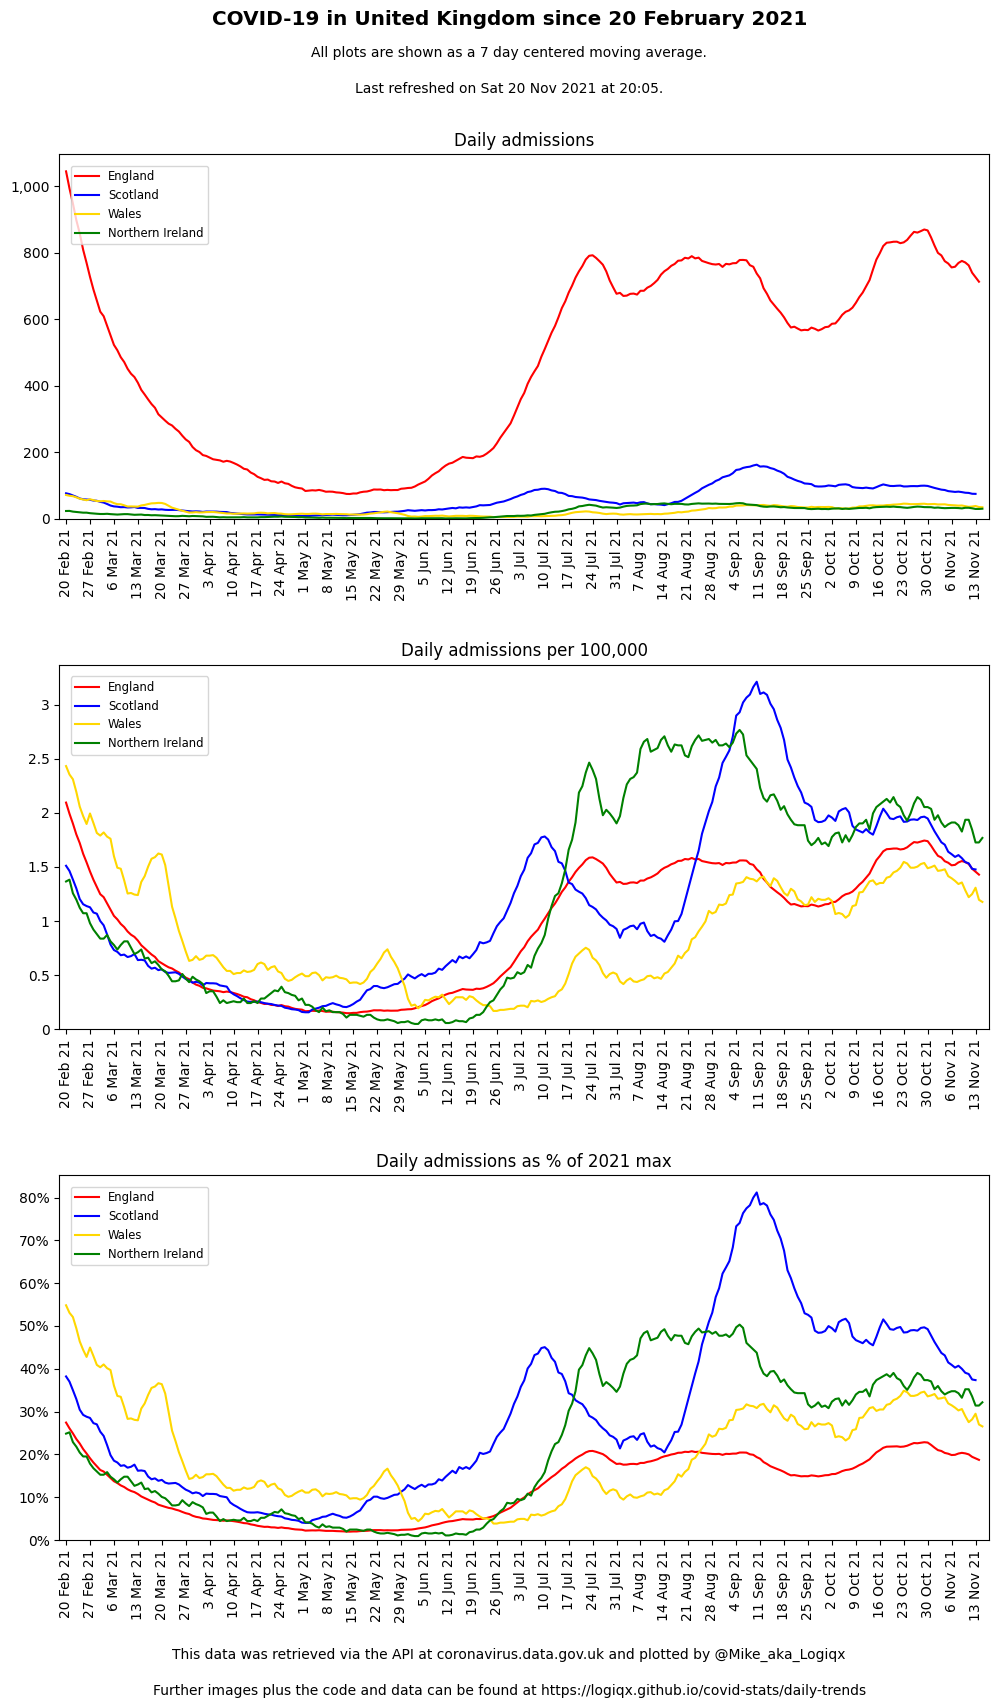 COVID-19 in United Kingdom since 20 February 2021
All plots are shown as a 7 day centered moving average.
Last refreshed on Sat 20 Nov 2021 at 20:05.
Daily admissions
England
Scotland
Wales
Northern Ireland
1,000
800
600
400
200
0
20 Feb 21
27 Feb 21
6 Mar 21
13 Mar 21
20 Mar 21
27 Mar 21
3 Apr 21
10 Apr 21
17 Apr 21
24 Apr 21
1 May 21
8 May 21
15 May 21
22 May 21
29 May 21
5 Jun 21
12 Jun 21
19 Jun 21
26 Jun 21
3 Jul 21
10 Jul 21
17 Jul 21
24 Jul 21
31 Jul 21
7 Aug 21
14 Aug 21
21 Aug 21
28 Aug 21
4 Sep 21
11 Sep 21
18 Sep 21
25 Sep 21
2 Oct 21
9 Oct 21
16 Oct 21
23 Oct 21
30 Oct 21
6 Nov 21
13 Nov 21
Daily admissions per 100,000
England
Scotland
Wales
Northern Ireland
3
2.5
2
1.5
1
0.5
0
20 Feb 21
27 Feb 21
6 Mar 21
13 Mar 21
20 Mar 21
27 Mar 21
3 Apr 21
10 Apr 21
17 Apr 21
24 Apr 21
1 May 21
8 May 21
15 May 21
22 May 21
29 May 21
5 Jun 21
12 Jun 21
19 Jun 21
26 Jun 21
3 Jul 21
10 Jul 21
17 Jul 21
24 Jul 21
31 Jul 21
7 Aug 21
14 Aug 21
21 Aug 21
28 Aug 21
4 Sep 21
11 Sep 21
18 Sep 21
25 Sep 21
2 Oct 21
9 Oct 21
16 Oct 21
23 Oct 21
30 Oct 21
6 Nov 21
13 Nov 21
Daily admissions as % of 2021 max
England
Scotland
Wales
Northern Ireland
80%
70%
60%
50%
40%
30%
20%
10%
0%
20 Feb 21
27 Feb 21
6 Mar 21
13 Mar 21
20 Mar 21
27 Mar 21
3 Apr 21
10 Apr 21
17 Apr 21
24 Apr 21
1 May 21
8 May 21
15 May 21
22 May 21
29 May 21
5 Jun 21
12 Jun 21
19 Jun 21
26 Jun 21
3 Jul 21
10 Jul 21
17 Jul 21
24 Jul 21
31 Jul 21
7 Aug 21
14 Aug 21
21 Aug 21
28 Aug 21
4 Sep 21
11 Sep 21
18 Sep 21
25 Sep 21
2 Oct 21
9 Oct 21
16 Oct 21
23 Oct 21
30 Oct 21
6 Nov 21
13 Nov 21
This data was retrieved via the API at coronavirus.data.gov.uk and plotted by @Mike_aka_Logiqx
Further images plus the code and data can be found at https://logiqx.github.io/covid-stats/daily-trends